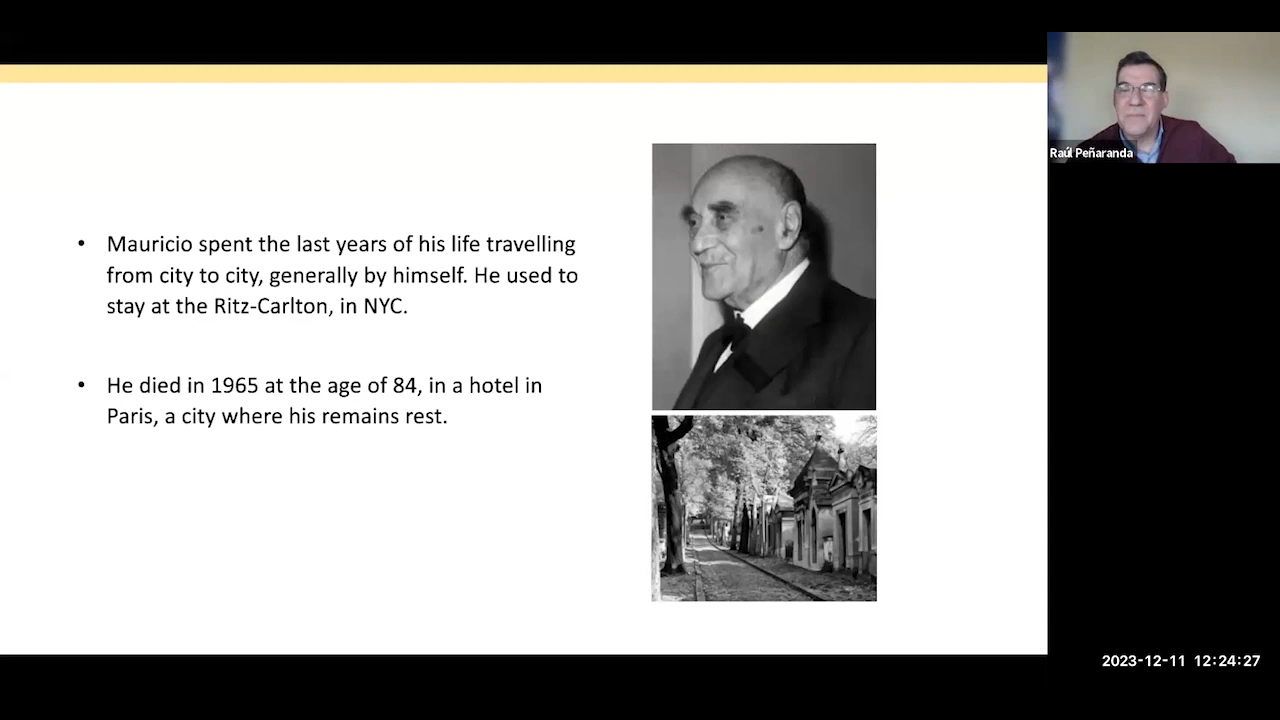 • Mauricio spent the last years of his life travelling
from city to city, generally by himself. He used to
stay at the Ritz-Carlton, in NYC.
• He died in 1965 at the age of 84, in a hotel in
Paris, a city where his remains rest.
Raúl Peñaranda
2023-12-11 12:24:27